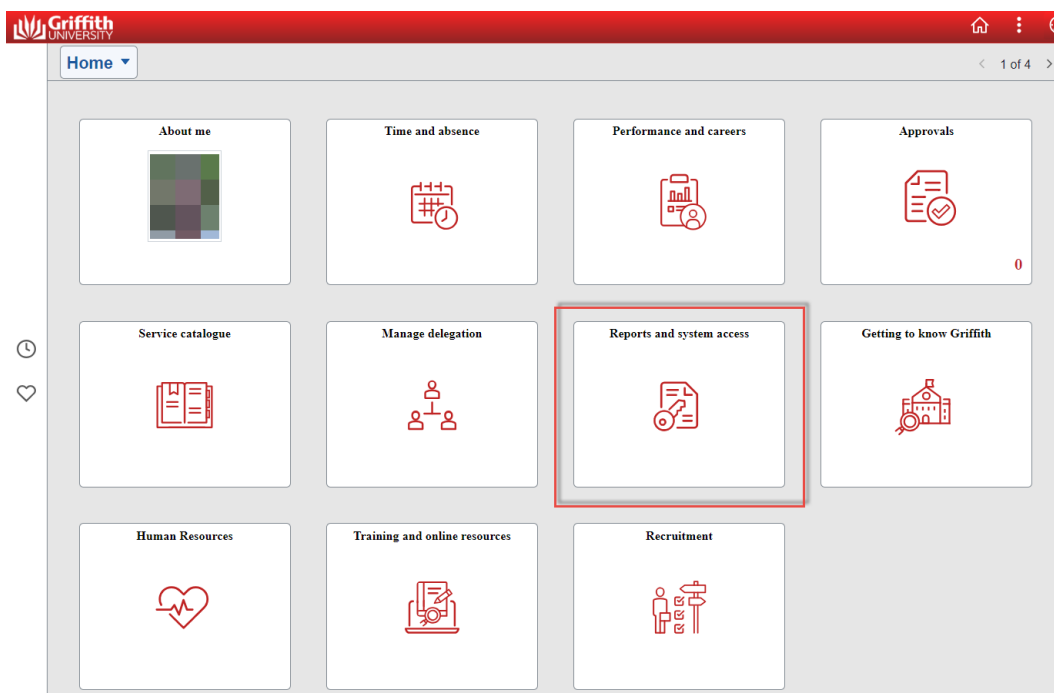 Griffith
UNIVERSITY
Home
1 of 4
About me
Time and absence
Performance and careers
Approvals
0
Service catalogue
Manage delegation
Reports and system access
Getting to know Griffith
Human Resources
Training and online resources
Recruitment